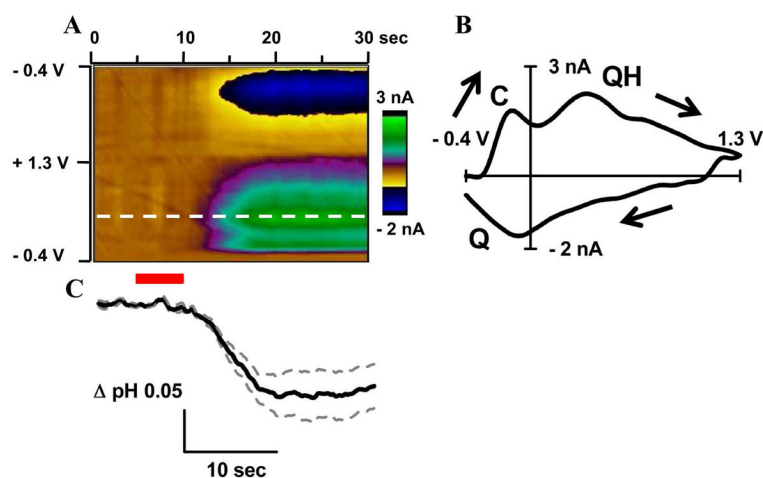 A
0 10 20 30 sec
- 0.4 V
+ 1.3 V
- 0.4 V
3 nA
- 2 nA
B
3 nA
QH
C
- 0.4 V
1.3 V
Q
- 2 nA
C
Δ pH 0.05
10 sec